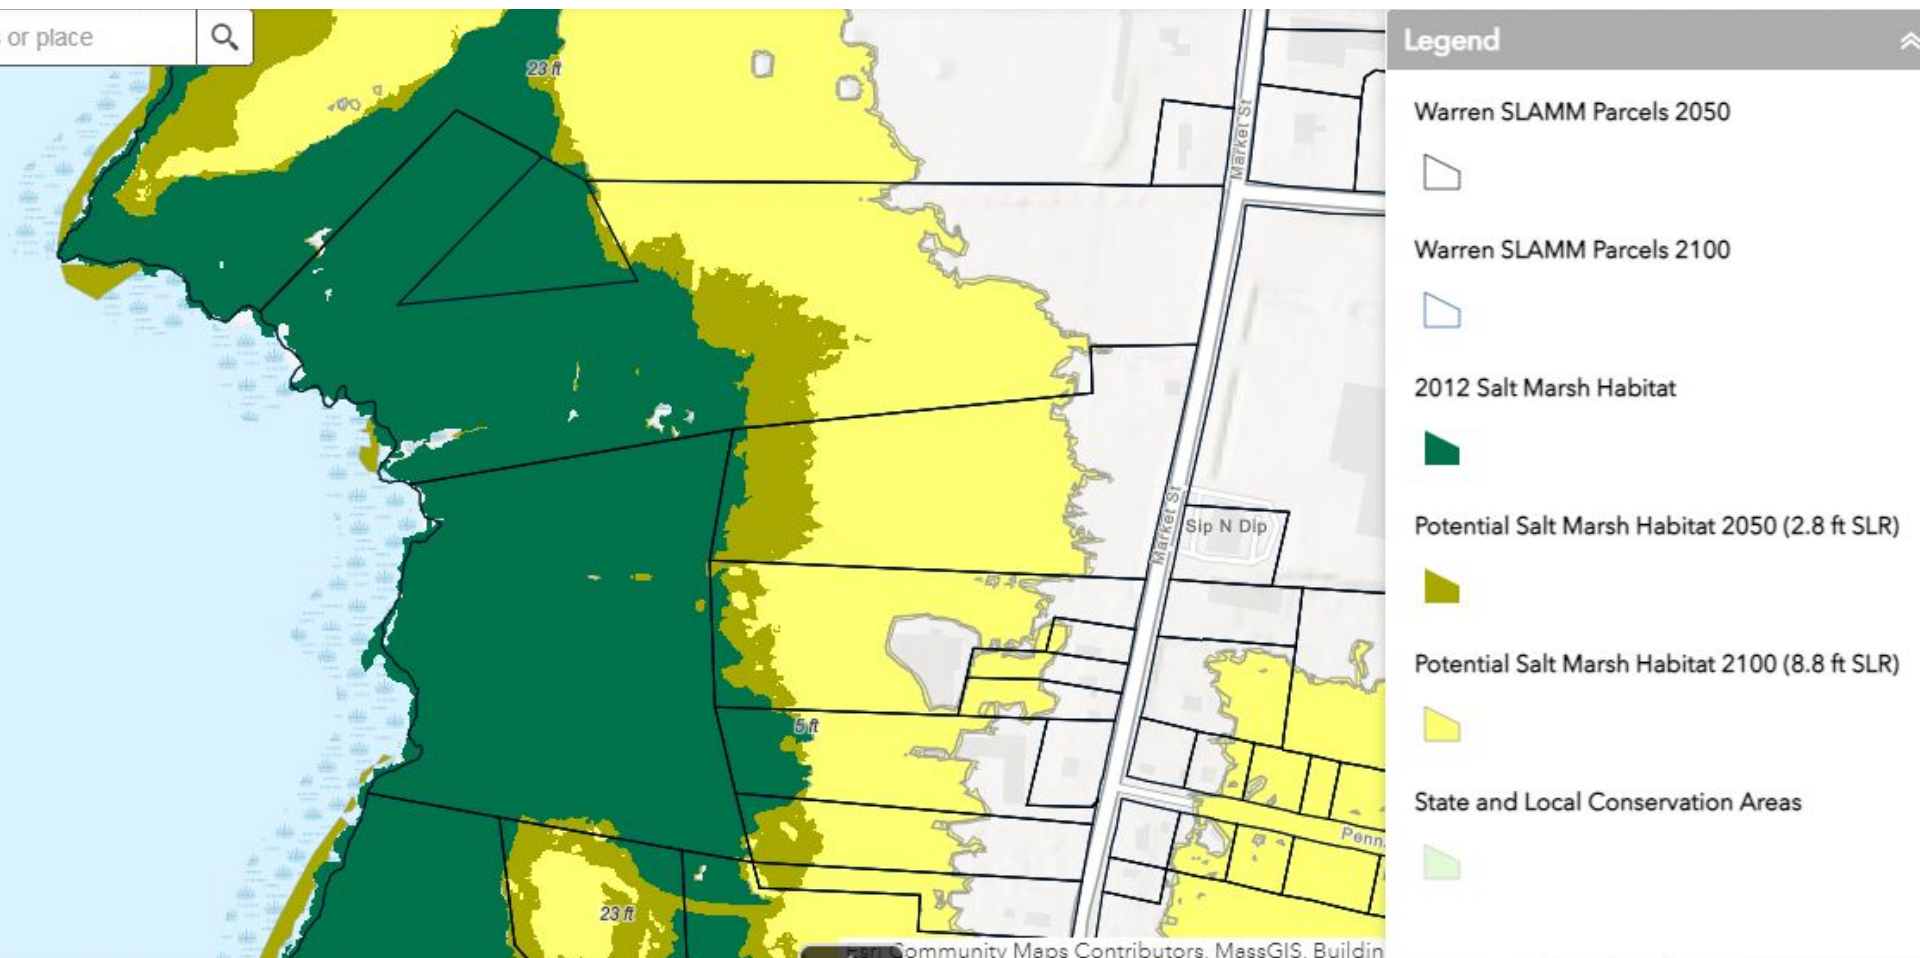 or place
Legend
Warren SLAMM Parcels 2050
Warren SLAMM Parcels 2100
2012 Salt Marsh Habitat
Potential Salt Marsh Habitat 2050 (2.8 ft SLR)
Potential Salt Marsh Habitat 2100 (8.8 ft SLR)
State and Local Conservation Areas
23 ft
Market St
Market St
Sip N Dip
5 ft
Penn
23 ft
Esri Community Maps Contributors, MassGIS, Buildin